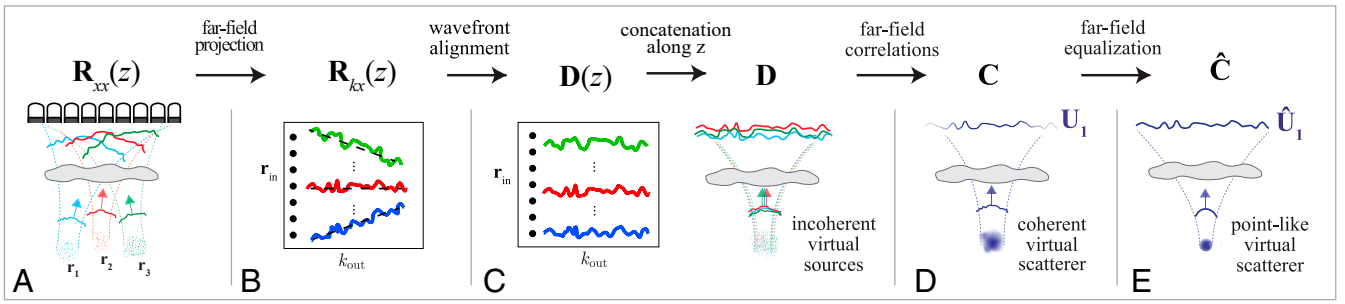 far-field
projection
wavefront
alignment
concatenation
along z
far-field
correlations
far-field
equalization
R_xx(z)
R_kx(z)
D(z)
D
C
Ĉ
r_in
k_out
r_in
k_out
U_1
Û_1
r_1
r_2
r_3
incoherent
virtual
sources
coherent
virtual
scatterer
point-like
virtual
scatterer
A
B
C
D
E